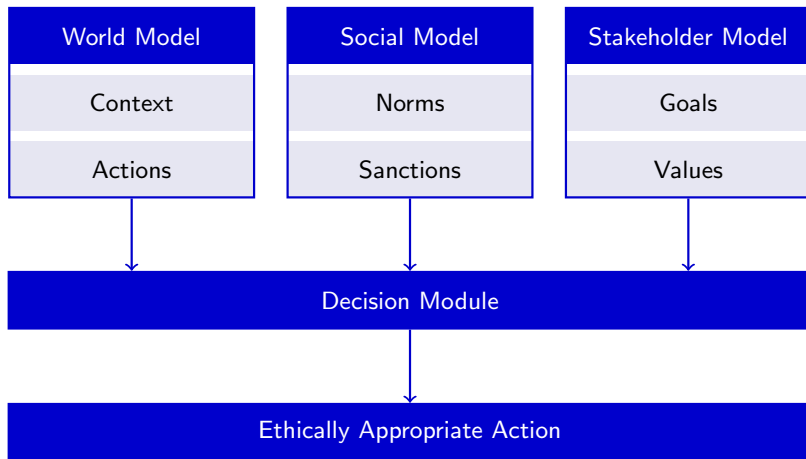 World Model
Context
Actions
Social Model
Norms
Sanctions
Stakeholder Model
Goals
Values
Decision Module
Ethically Appropriate Action